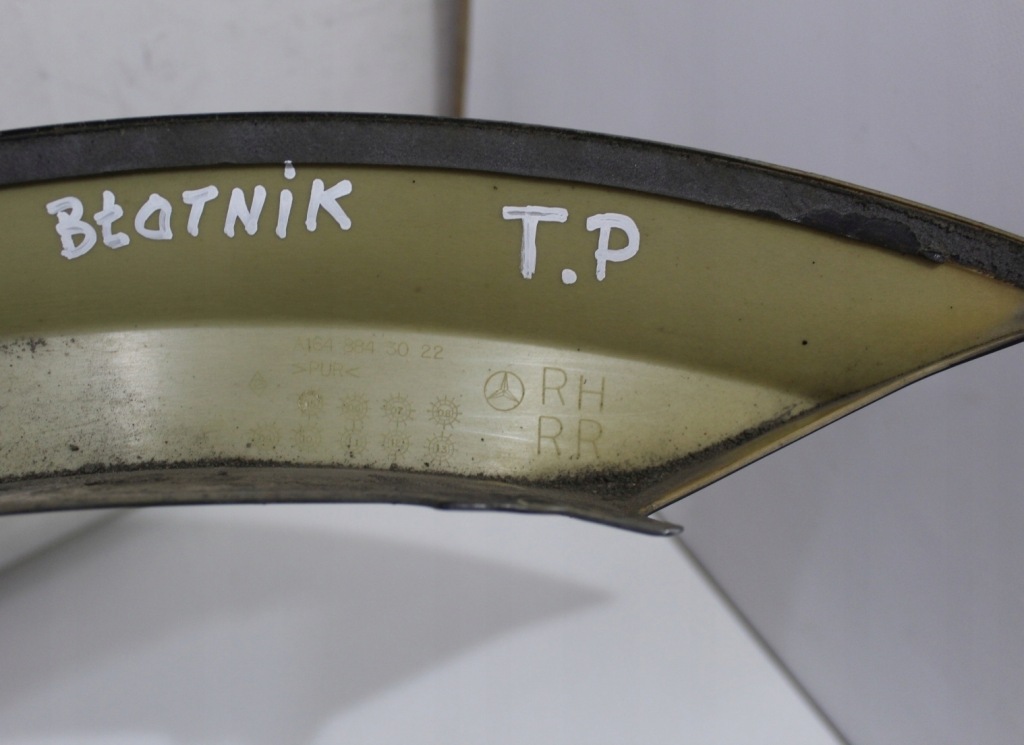 BŁOTNIK T.P
A164 884 30 22
>PUR<
RH
RR